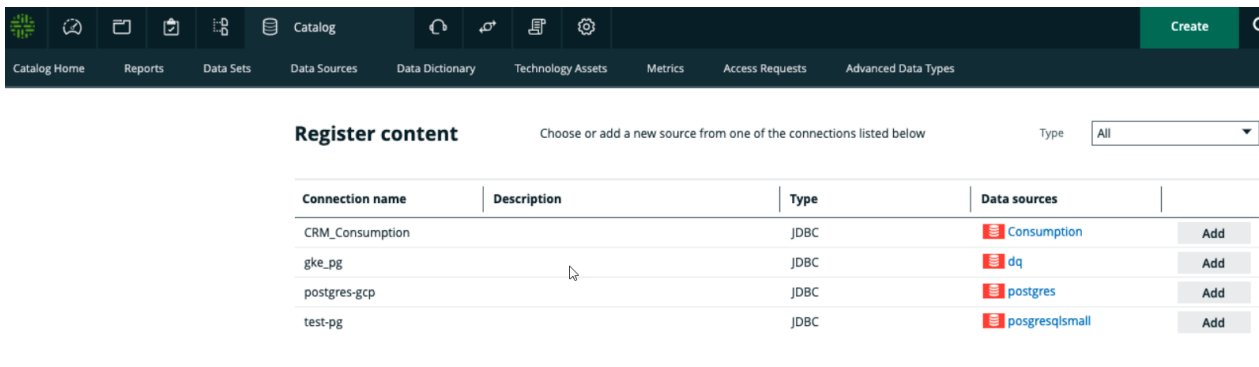 Catalog Create
Catalog Home Reports Data Sets Data Sources Data Dictionary Technology Assets Metrics Access Requests Advanced Data Types
Register content Choose or add a new source from one of the connections listed below Type All
Connection name Description Type Data sources
CRM_Consumption JDBC Consumption Add
gke_pg JDBC dq Add
postgres-gcp JDBC postgres Add
test-pg JDBC posgresqlsmall Add